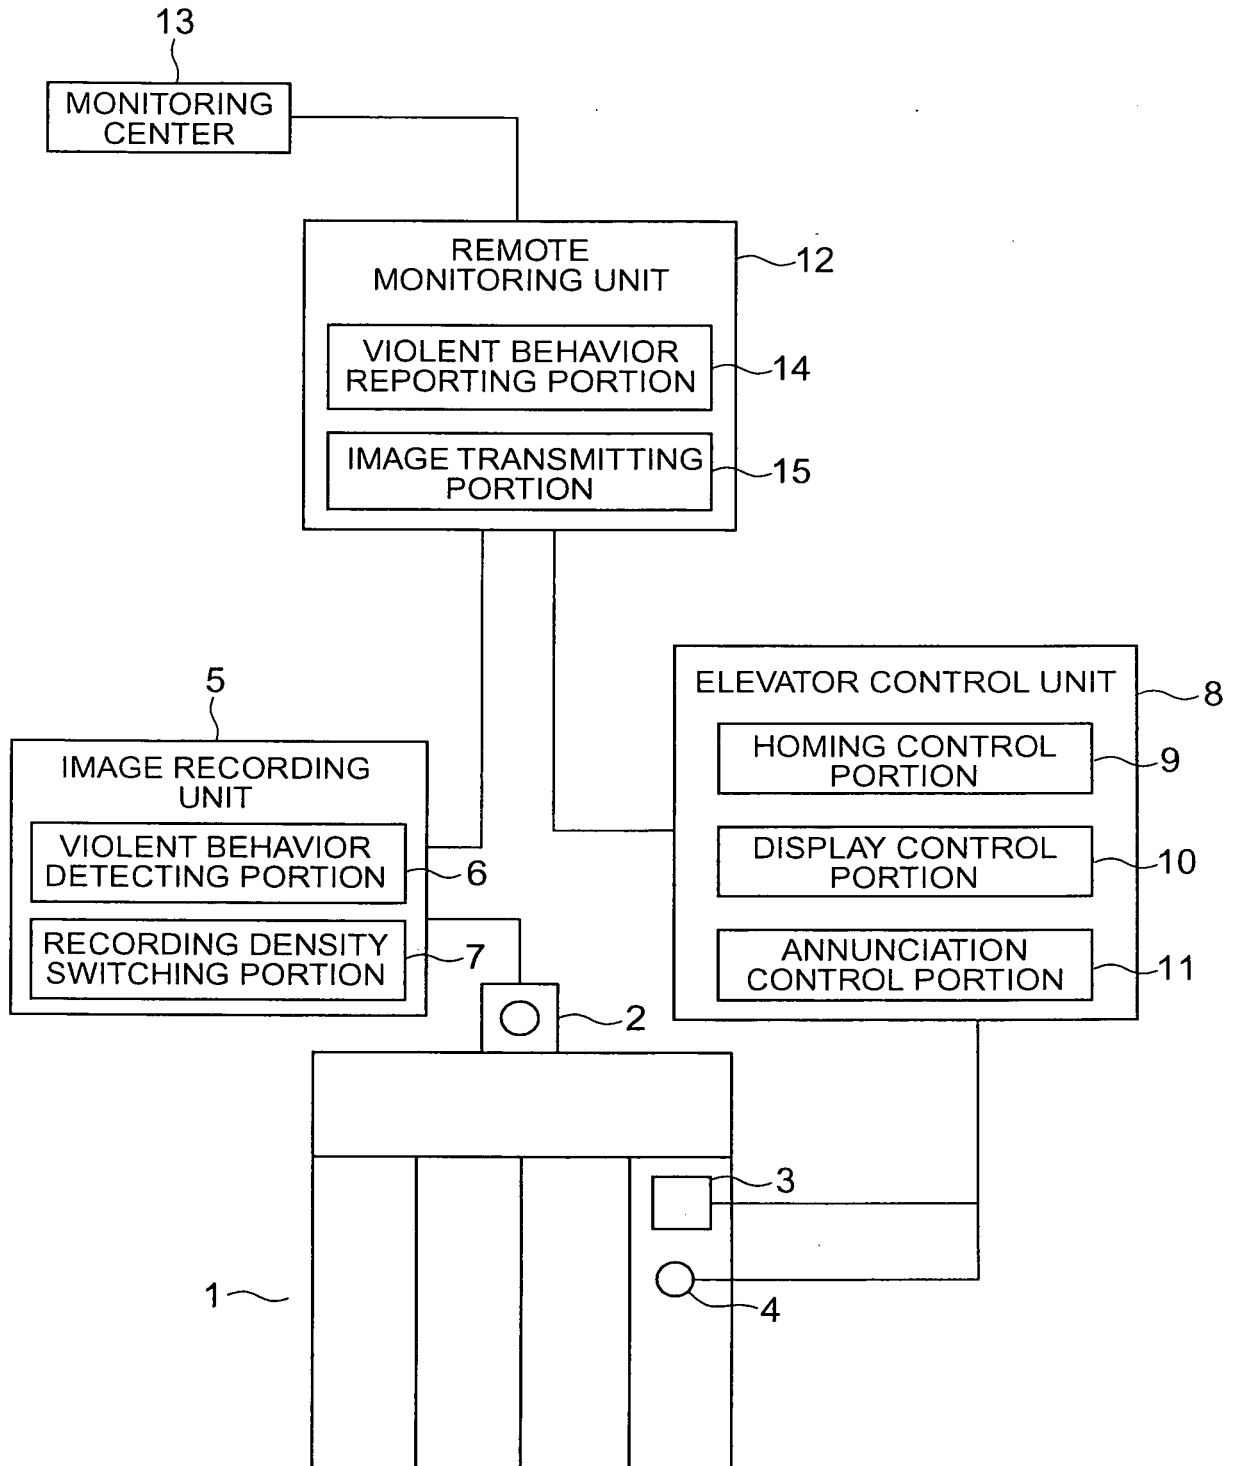 13
MONITORING
CENTER
REMOTE
MONITORING UNIT
12
VIOLENT BEHAVIOR
REPORTING PORTION
14
IMAGE TRANSMITTING
PORTION
15
5
IMAGE RECORDING
UNIT
VIOLENT BEHAVIOR
DETECTING PORTION
6
RECORDING DENSITY
SWITCHING PORTION
7
ELEVATOR CONTROL UNIT
8
HOMING CONTROL
PORTION
9
DISPLAY CONTROL
PORTION
10
ANNUNCIATION
CONTROL PORTION
11
2
3
1
4